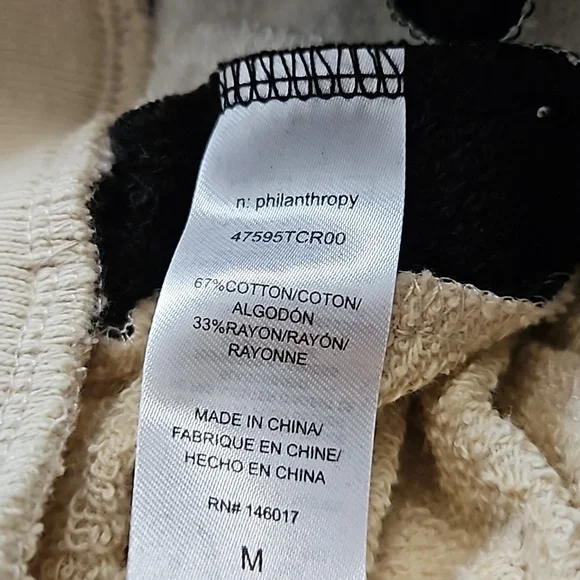 n: philanthropy
47595TCR00
67%COTTON/COTON/
ALGODÓN
33%RAYON/RAYÓN/
RAYONNE
MADE IN CHINA/
FABRIQUE EN CHINE/
HECHO EN CHINA
RN# 146017
M